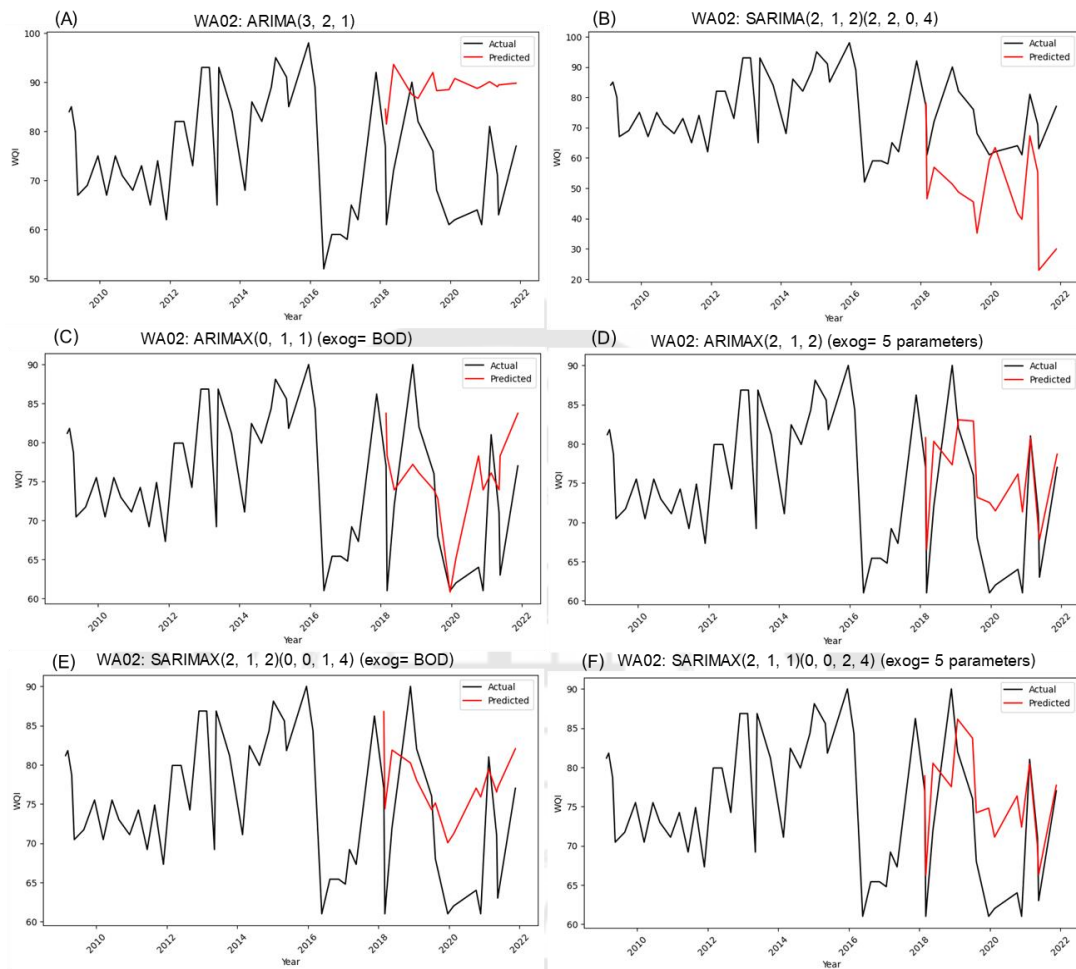 (A) WA02: ARIMA(3, 2, 1)
Actual
Predicted
WQI
100
90
80
70
60
50
2010 2012 2014 2016 2018 2020 2022
Year
(B) WA02: SARIMA(2, 1, 2)(2, 2, 0, 4)
Actual
Predicted
WQI
100
90
80
70
60
50
40
30
20
2010 2012 2014 2016 2018 2020 2022
Year
(C) WA02: ARIMAX(0, 1, 1) (exog= BOD)
Actual
Predicted
WQI
90
85
80
75
70
65
60
2010 2012 2014 2016 2018 2020 2022
Year
(D) WA02: ARIMAX(2, 1, 2) (exog= 5 parameters)
Actual
Predicted
WQI
90
85
80
75
70
65
60
2010 2012 2014 2016 2018 2020 2022
Year
(E) WA02: SARIMAX(2, 1, 2)(0, 0, 1, 4) (exog= BOD)
Actual
Predicted
WQI
90
85
80
75
70
65
60
2010 2012 2014 2016 2018 2020 2022
Year
(F) WA02: SARIMAX(2, 1, 1)(0, 0, 2, 4) (exog= 5 parameters)
Actual
Predicted
WQI
90
85
80
75
70
65
60
2010 2012 2014 2016 2018 2020 2022
Year